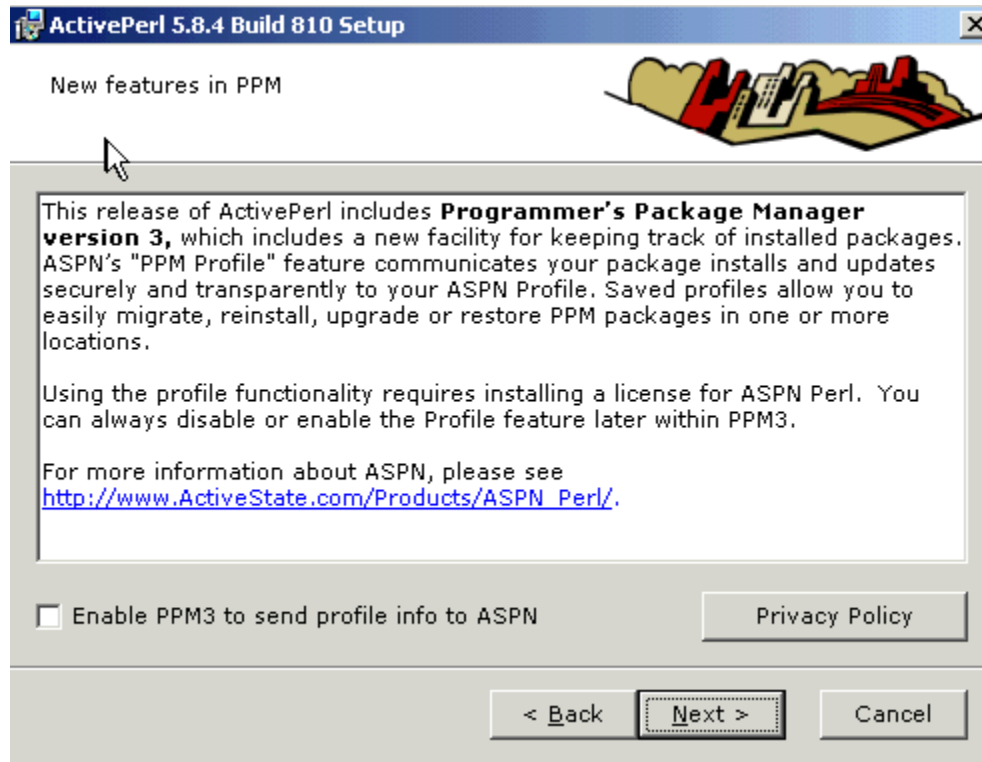 ActivePerl 5.8.4 Build 810 Setup
New features in PPM
This release of ActivePerl includes Programmer's Package Manager
version 3, which includes a new facility for keeping track of installed packages.
ASPN's "PPM Profile" feature communicates your package installs and updates
securely and transparently to your ASPN Profile. Saved profiles allow you to
easily migrate, reinstall, upgrade or restore PPM packages in one or more
locations.
Using the profile functionality requires installing a license for ASPN Perl.  You
can always disable or enable the Profile feature later within PPM3.
For more information about ASPN, please see
http://www.ActiveState.com/Products/ASPN_Perl/.
Enable PPM3 to send profile info to ASPN
Privacy Policy
< Back
Next >
Cancel